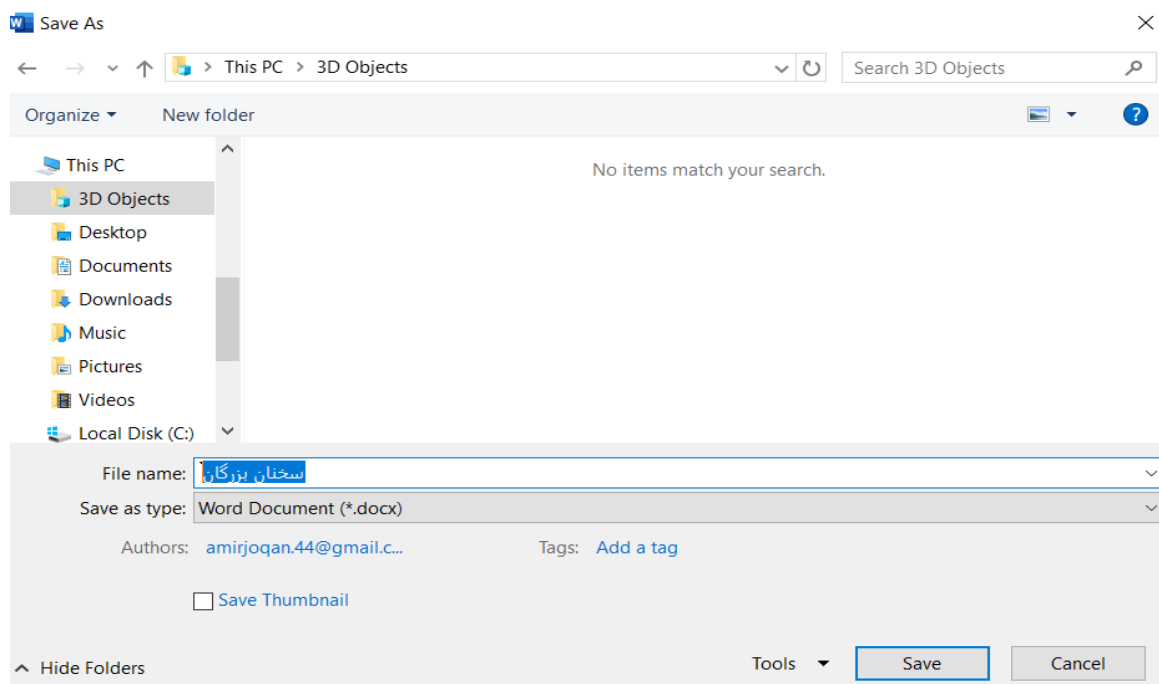 Save As
This PC > 3D Objects
Search 3D Objects
Organize
New folder
This PC
3D Objects
Desktop
Documents
Downloads
Music
Pictures
Videos
Local Disk (C:)
No items match your search.
File name: سخنان بزرگان
Save as type: Word Document (*.docx)
Authors: amirjoqan.44@gmail.c... Tags: Add a tag
Save Thumbnail
Hide Folders
Tools Save Cancel